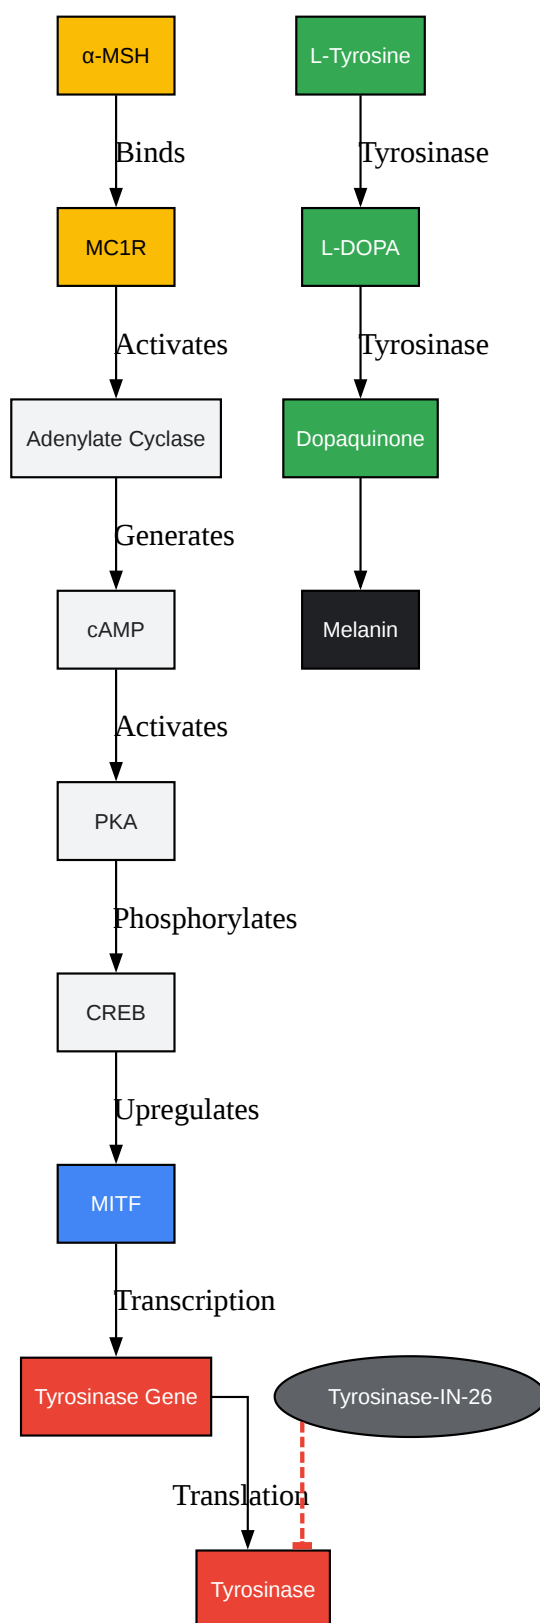 α-MSH
L-Tyrosine
Binds
Tyrosinase
MC1R
L-DOPA
Activates
Tyrosinase
Adenylate Cyclase
Dopaquinone
Generates
cAMP
Melanin
Activates
PKA
Phosphorylates
CREB
Upregulates
MITF
Transcription
Tyrosinase Gene
Tyrosinase-IN-26
Translation
Tyrosinase